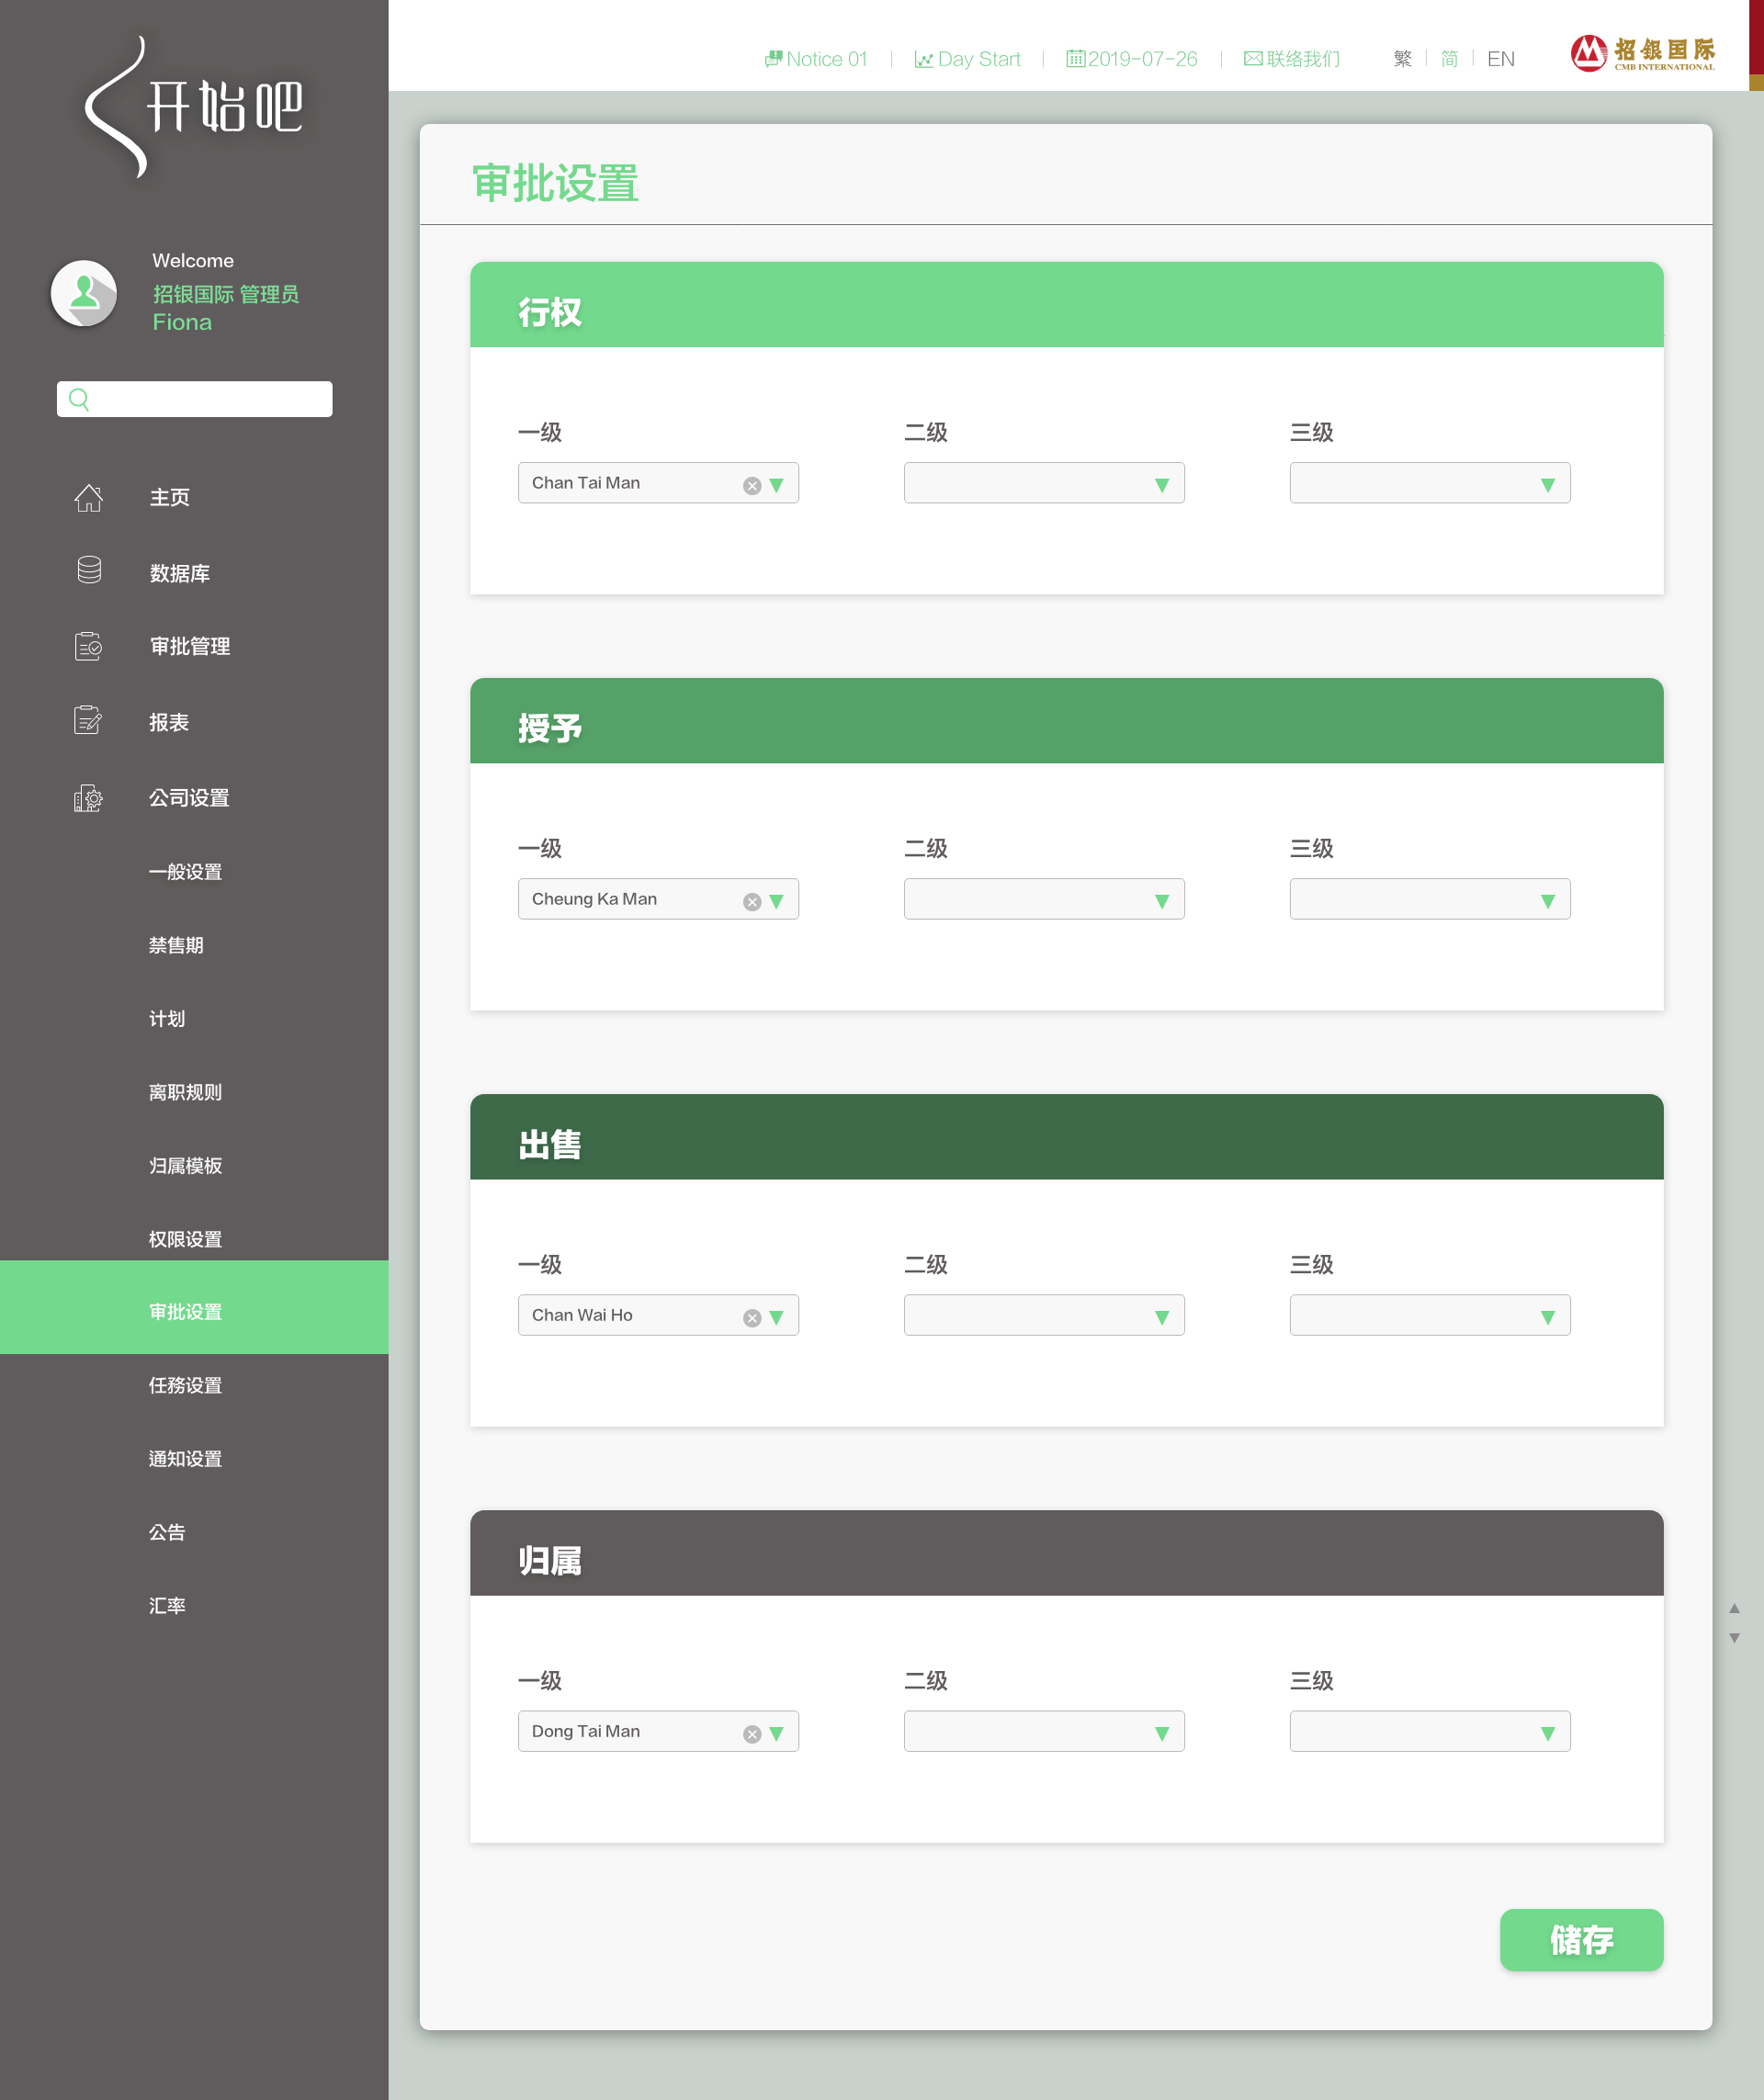 开始吧
Notice 01
Day Start
2019-07-26
联络我们
繁
简
EN
招银国际
CMB INTERNATIONAL
Welcome
招银国际 管理员
Fiona
主页
数据库
审批管理
报表
公司设置
一般设置
禁售期
计划
离职规则
归属模板
权限设置
审批设置
任務设置
通知设置
公告
汇率
审批设置
行权
一级 二级 三级
Chan Tai Man
授予
一级 二级 三级
Cheung Ka Man
出售
一级 二级 三级
Chan Wai Ho
归属
一级 二级 三级
Dong Tai Man
储存